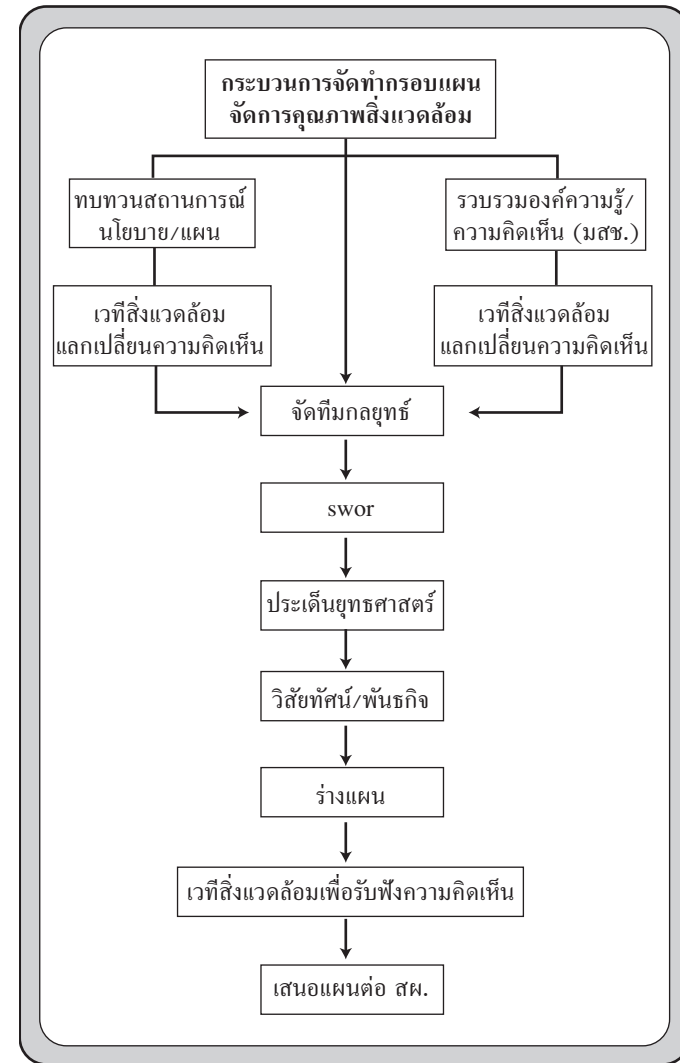 กระบวนการจัดทำกรอบแผน
จัดการคุณภาพสิ่งแวดล้อม
ทบทวนสถานการณ์
นโยบาย/แผน
รวบรวมองค์ความรู้/
ความคิดเห็น (มสช.)
เวทีสิ่งแวดล้อม
แลกเปลี่ยนความคิดเห็น
เวทีสิ่งแวดล้อม
แลกเปลี่ยนความคิดเห็น
จัดทีมกลยุทธ์
swor
ประเด็นยุทธศาสตร์
วิสัยทัศน์/พันธกิจ
ร่างแผน
เวทีสิ่งแวดล้อมเพื่อรับฟังความคิดเห็น
เสนอแผนต่อ สผ.